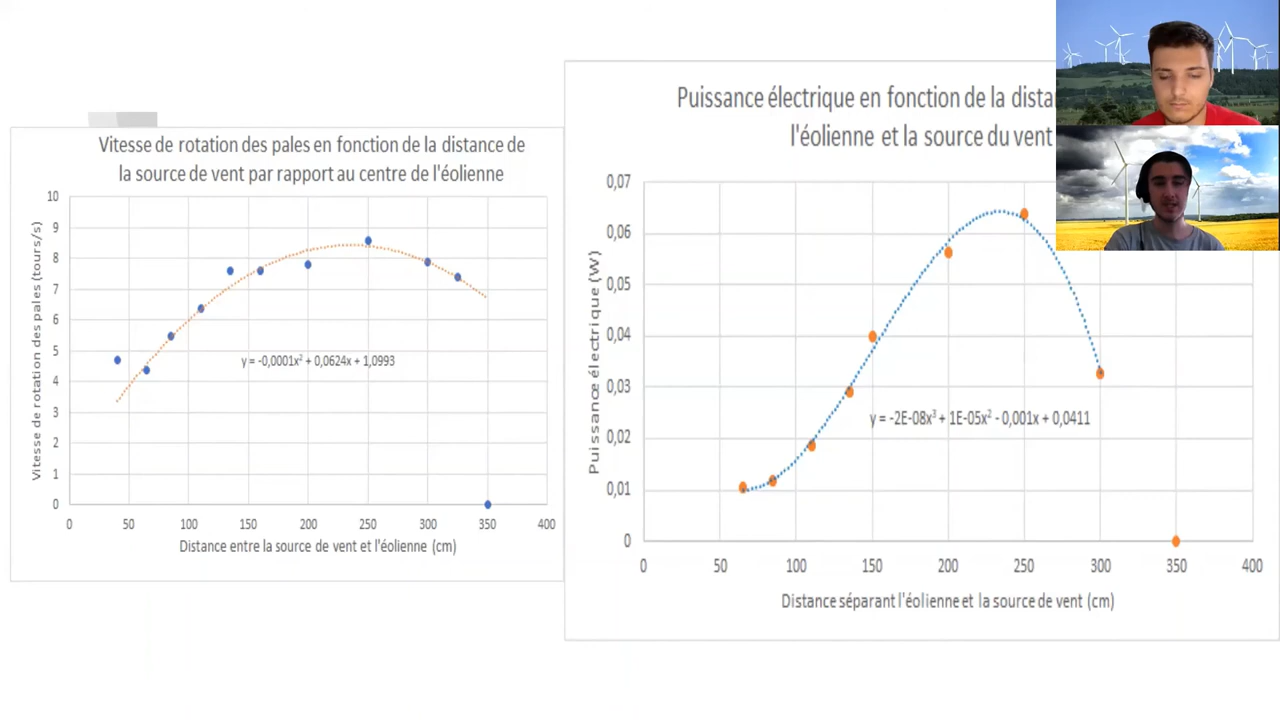 Vitesse de rotation des pales en fonction de la distance de
la source de vent par rapport au centre de l'éolienne
Vitesse de rotation des pales (tours/s)
10
9
8
7
6
5
4
3
2
1
0
y = -0,0001x² + 0,0624x + 1,0993
0 50 100 150 200 250 300 350 400
Distance entre la source de vent et l'éolienne (cm)
Puissance électrique en fonction de la
l'éolienne et la source du vent
Puissance électrique (W)
0,07
0,06
0,05
0,04
0,03
0,02
0,01
0
y = -2E-08x³ + 1E-05x² - 0,001x + 0,0411
0 50 100 150 200 250 300 350 400
Distance séparant l'éolienne et la source de vent (cm)